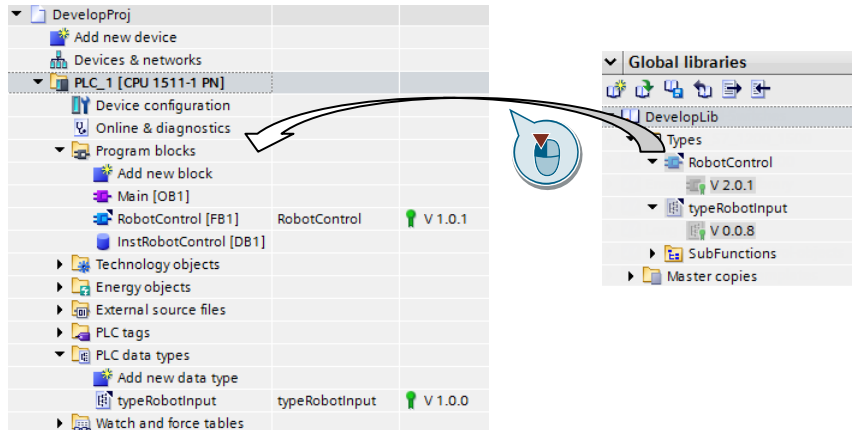 DevelopProj
Add new device
Devices & networks
PLC_1 [CPU 1511-1 PN]
Device configuration
Online & diagnostics
Program blocks
Add new block
Main [OB1]
RobotControl [FB1] RobotControl V 1.0.1
InstRobotControl [DB1]
Technology objects
Energy objects
External source files
PLC tags
PLC data types
Add new data type
typeRobotInput typeRobotInput V 1.0.0
Watch and force tables
Global libraries
DevelopLib
Types
RobotControl
V 2.0.1
typeRobotInput
V 0.0.8
SubFunctions
Master copies